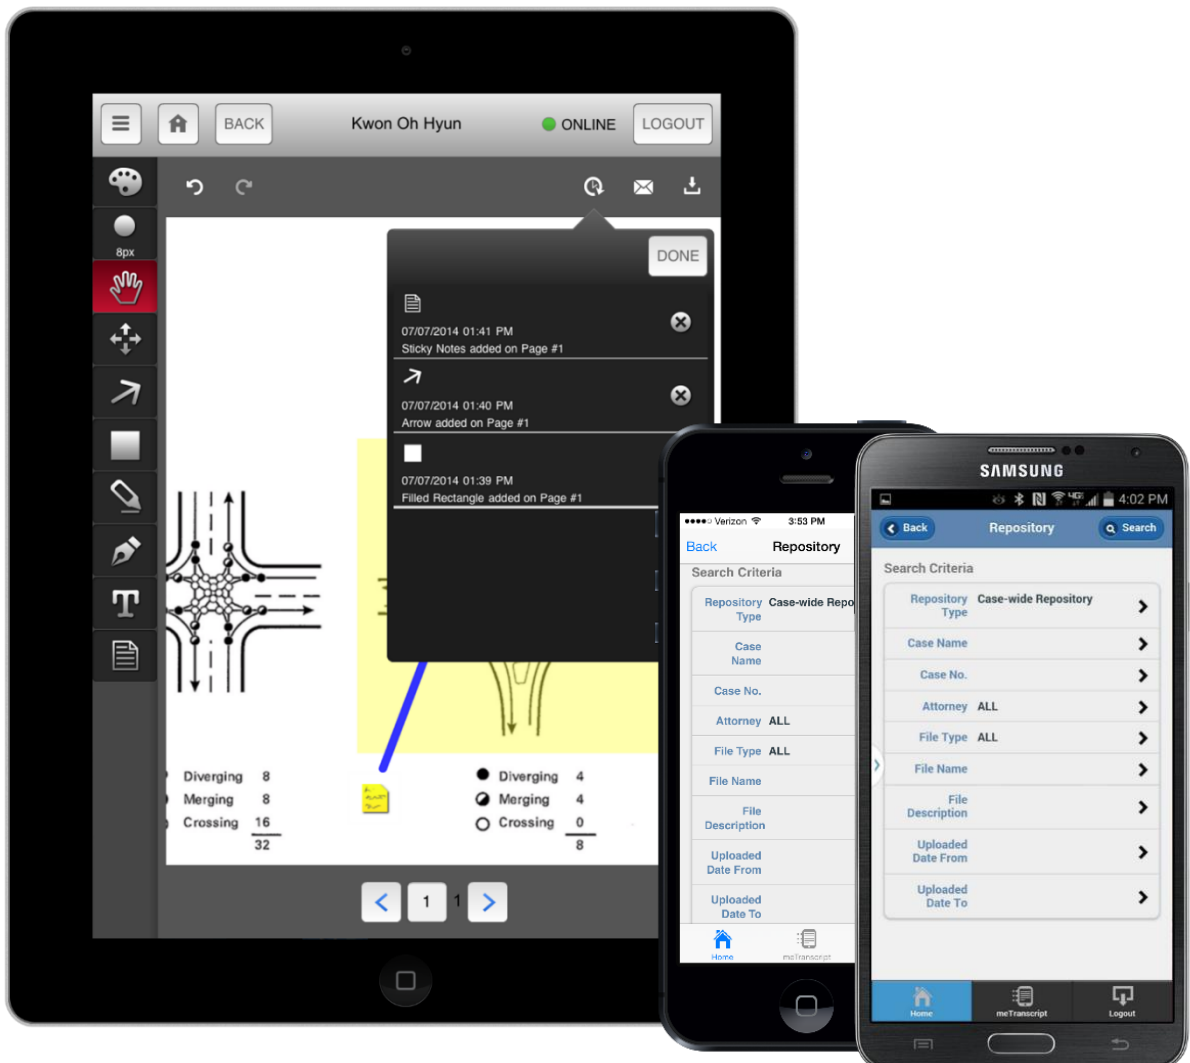 BACK
Kwon Oh Hyun
ONLINE
LOGOUT
8px
DONE
07/07/2014 01:41 PM
Sticky Notes added on Page #1
07/07/2014 01:40 PM
Arrow added on Page #1
07/07/2014 01:39 PM
Filled Rectangle added on Page #1
Diverging 8
Merging 8
Crossing 16
32
Diverging 4
Merging 4
Crossing 0
8
1 1
Verizon 3:53 PM
Back Repository
Search Criteria
Repository Case-wide Repo
Type
Case
Name
Case No.
Attorney ALL
File Type ALL
File Name
File
Description
Uploaded
Date From
Uploaded
Date To
Home meTranscript
SAMSUNG
4G 4:02 PM
Back Repository Search
Search Criteria
Repository Case-wide Repository
Type
Case Name
Case No.
Attorney ALL
File Type ALL
File Name
File
Description
Uploaded
Date From
Uploaded
Date To
Home meTranscript Logout